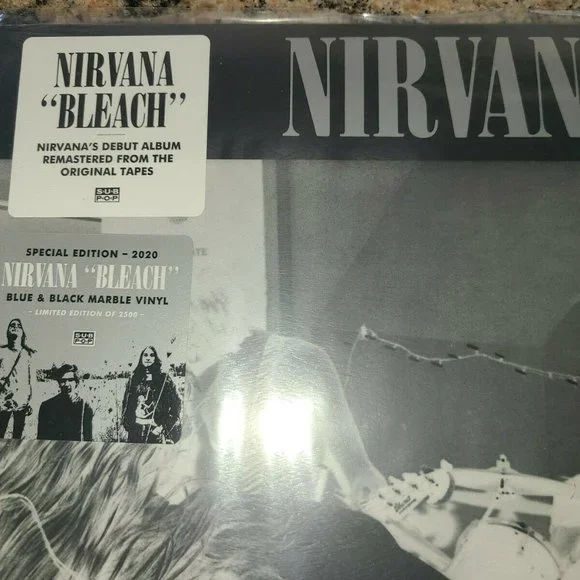 NIRVANA
“BLEACH”
NIRVANA'S DEBUT ALBUM
REMASTERED FROM THE
ORIGINAL TAPES
SUB
POP
NIRVAN
SPECIAL EDITION – 2020
NIRVANA “BLEACH”
BLUE & BLACK MARBLE VINYL
- LIMITED EDITION OF 2500 -
SUB
POP